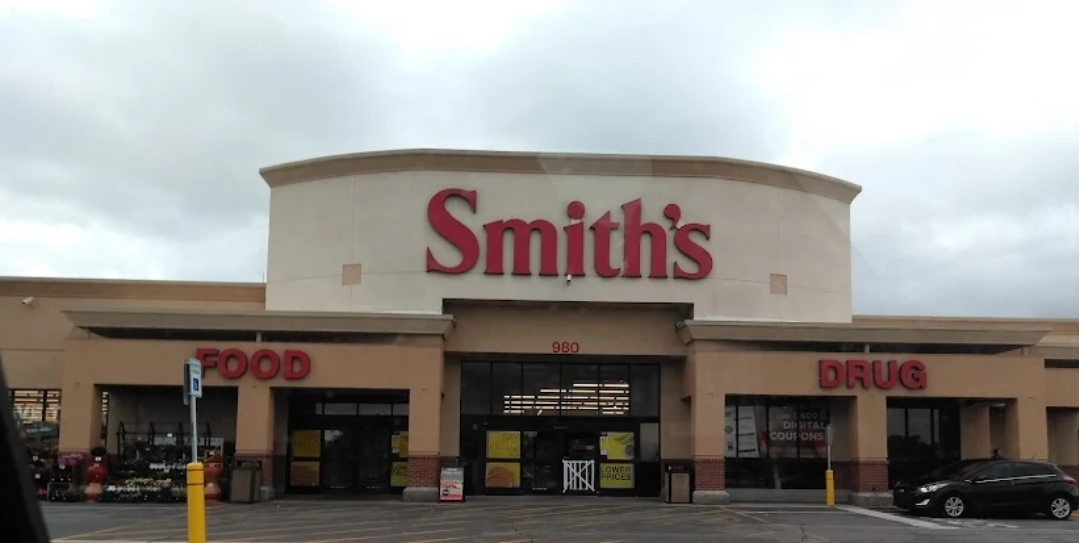 Smith's
980
FOOD
DRUG
DIGITAL
COUPONS
LOWER
PRICES